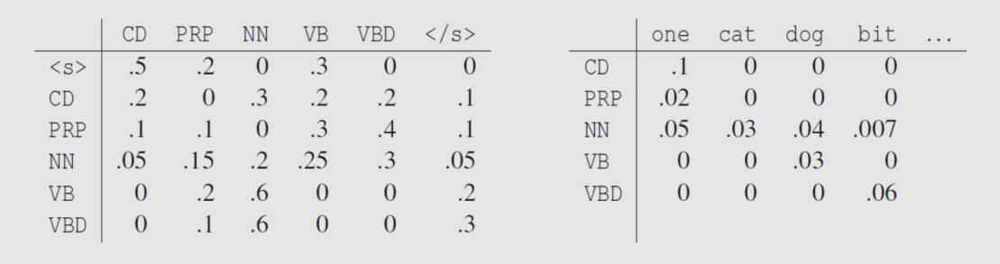 CD PRP NN VB VBD </s> one cat dog bit ...
<s> .5 .2 0 .3 0 0 CD .1 0 0 0
CD .2 0 .3 .2 .2 .1 PRP .02 0 0 0
PRP .1 .1 0 .3 .4 .1 NN .05 .03 .04 .007
NN .05 .15 .2 .25 .3 .05 VB 0 0 .03 0
VB 0 .2 .6 0 0 .2 VBD 0 0 0 .06
VBD 0 .1 .6 0 0 .3